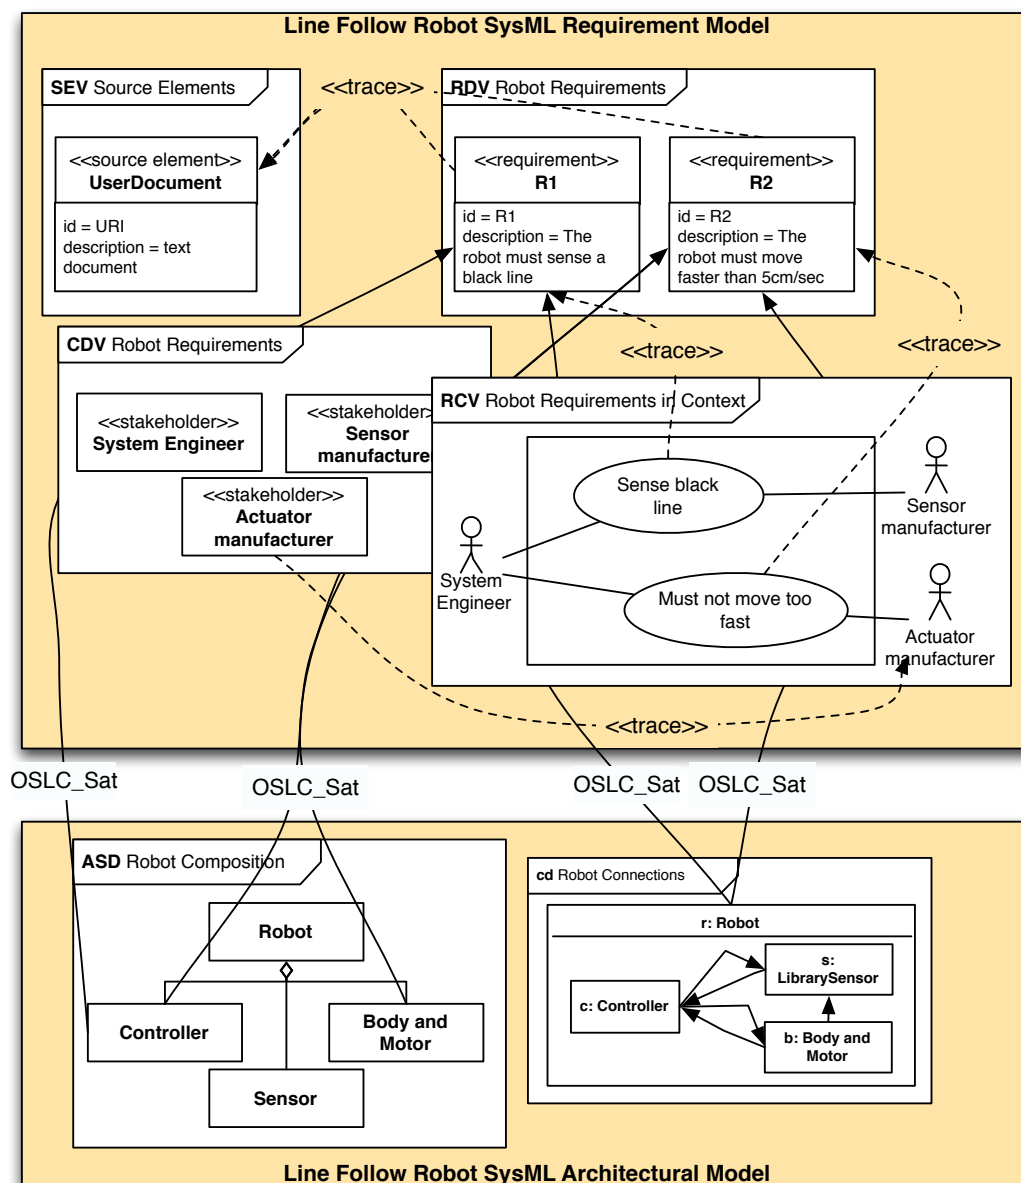 Line Follow Robot SysML Requirement Model
SEV Source Elements
<<trace>>
RDV Robot Requirements
<<source element>>
UserDocument
id = URI
description = text
document
<<requirement>>
R1
id = R1
description = The
robot must sense a
black line
<<requirement>>
R2
id = R2
description = The
robot must move
faster than 5cm/sec
CDV Robot Requirements
<<trace>>
<<trace>>
<<stakeholder>>
System Engineer
<<stakeholder>
Sensor
manufacture
<<stakeholder>>
Actuator
manufacturer
RCV Robot Requirements in Context
Sense black
line
Sensor
manufacturer
System
Engineer
Must not move too
fast
Actuator
manufacturer
<<trace>>
OSLC_Sat
OSLC_Sat
OSLC_Sat
OSLC_Sat
ASD Robot Composition
Robot
Controller
Body and
Motor
Sensor
cd Robot Connections
r: Robot
s:
LibrarySensor
c: Controller
b: Body and
Motor
Line Follow Robot SysML Architectural Model